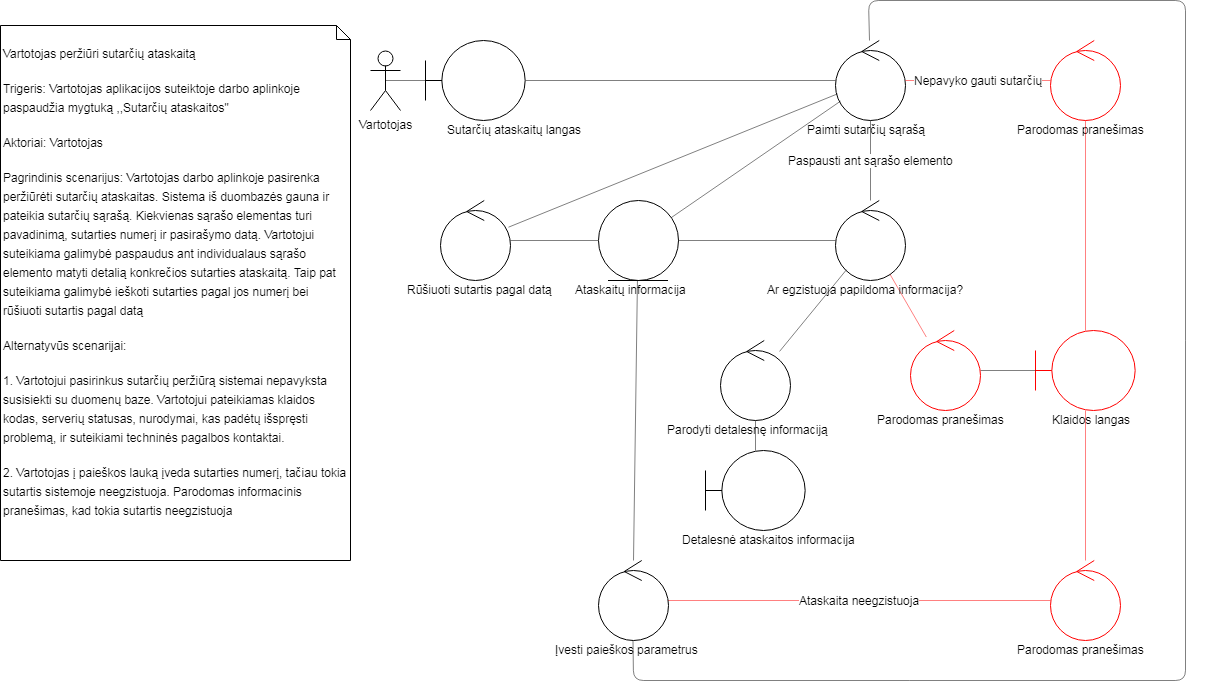 Vartotojas peržiūri sutarčių ataskaitą
Trigeris: Vartotojas aplikacijos suteiktoje darbo aplinkoje
paspaudžia mygtuką ,,Sutarčių ataskaitos"
Aktoriai: Vartotojas
Pagrindinis scenarijus: Vartotojas darbo aplinkoje pasirenka
peržiūrėti sutarčių ataskaitas. Sistema iš duombazės gauna ir
pateikia sutarčių sąrašą. Kiekvienas sąrašo elementas turi
pavadinimą, sutarties numerį ir pasirašymo datą. Vartotojui
suteikiama galimybė paspaudus ant individualaus sąrašo
elemento matyti detalią konkrečios sutarties ataskaitą. Taip pat
suteikiama galimybė ieškoti sutarties pagal jos numerį bei
rūšiuoti sutartis pagal datą
Alternatyvūs scenarijai:
1. Vartotojui pasirinkus sutarčių peržiūrą sistemai nepavyksta
susisiekti su duomenų baze. Vartotojui pateikiamas klaidos
kodas, serverių statusas, nurodymai, kas padėtų išspręsti
problemą, ir suteikiami techninės pagalbos kontaktai.
2. Vartotojas į paieškos lauką įveda sutarties numerį, tačiau tokia
sutartis sistemoje neegzistuoja. Parodomas informacinis
pranešimas, kad tokia sutartis neegzistuoja
Vartotojas
Sutarčių ataskaitų langas
Paimti sutarčių sąrašą
Nepavyko gauti sutarčių
Parodomas pranešimas
Paspausti ant sąrašo elemento
Rūšiuoti sutartis pagal datą
Ataskaitų informacija
Ar egzistuoja papildoma informacija?
Parodyti detalesnę informaciją
Parodomas pranešimas
Klaidos langas
Detalesnė ataskaitos informacija
Ataskaita neegzistuoja
Įvesti paieškos parametrus
Parodomas pranešimas